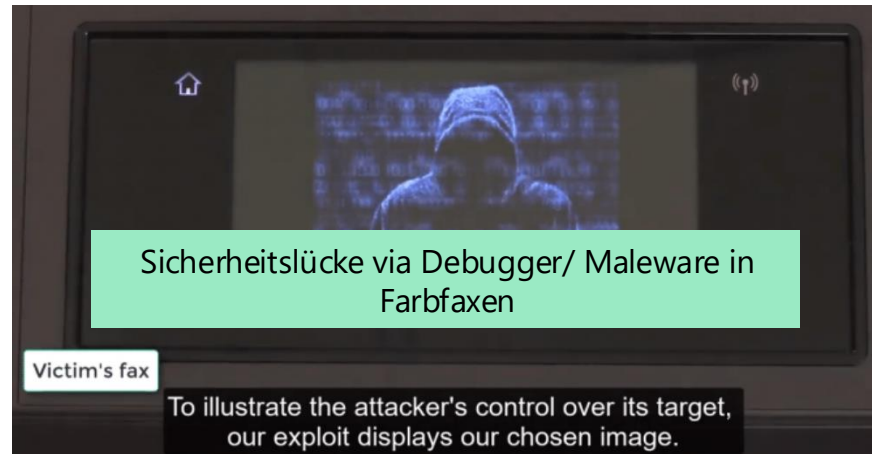 Sicherheitslücke via Debugger/ Maleware in
Farbfaxen
Victim's fax
To illustrate the attacker's control over its target,
our exploit displays our chosen image.